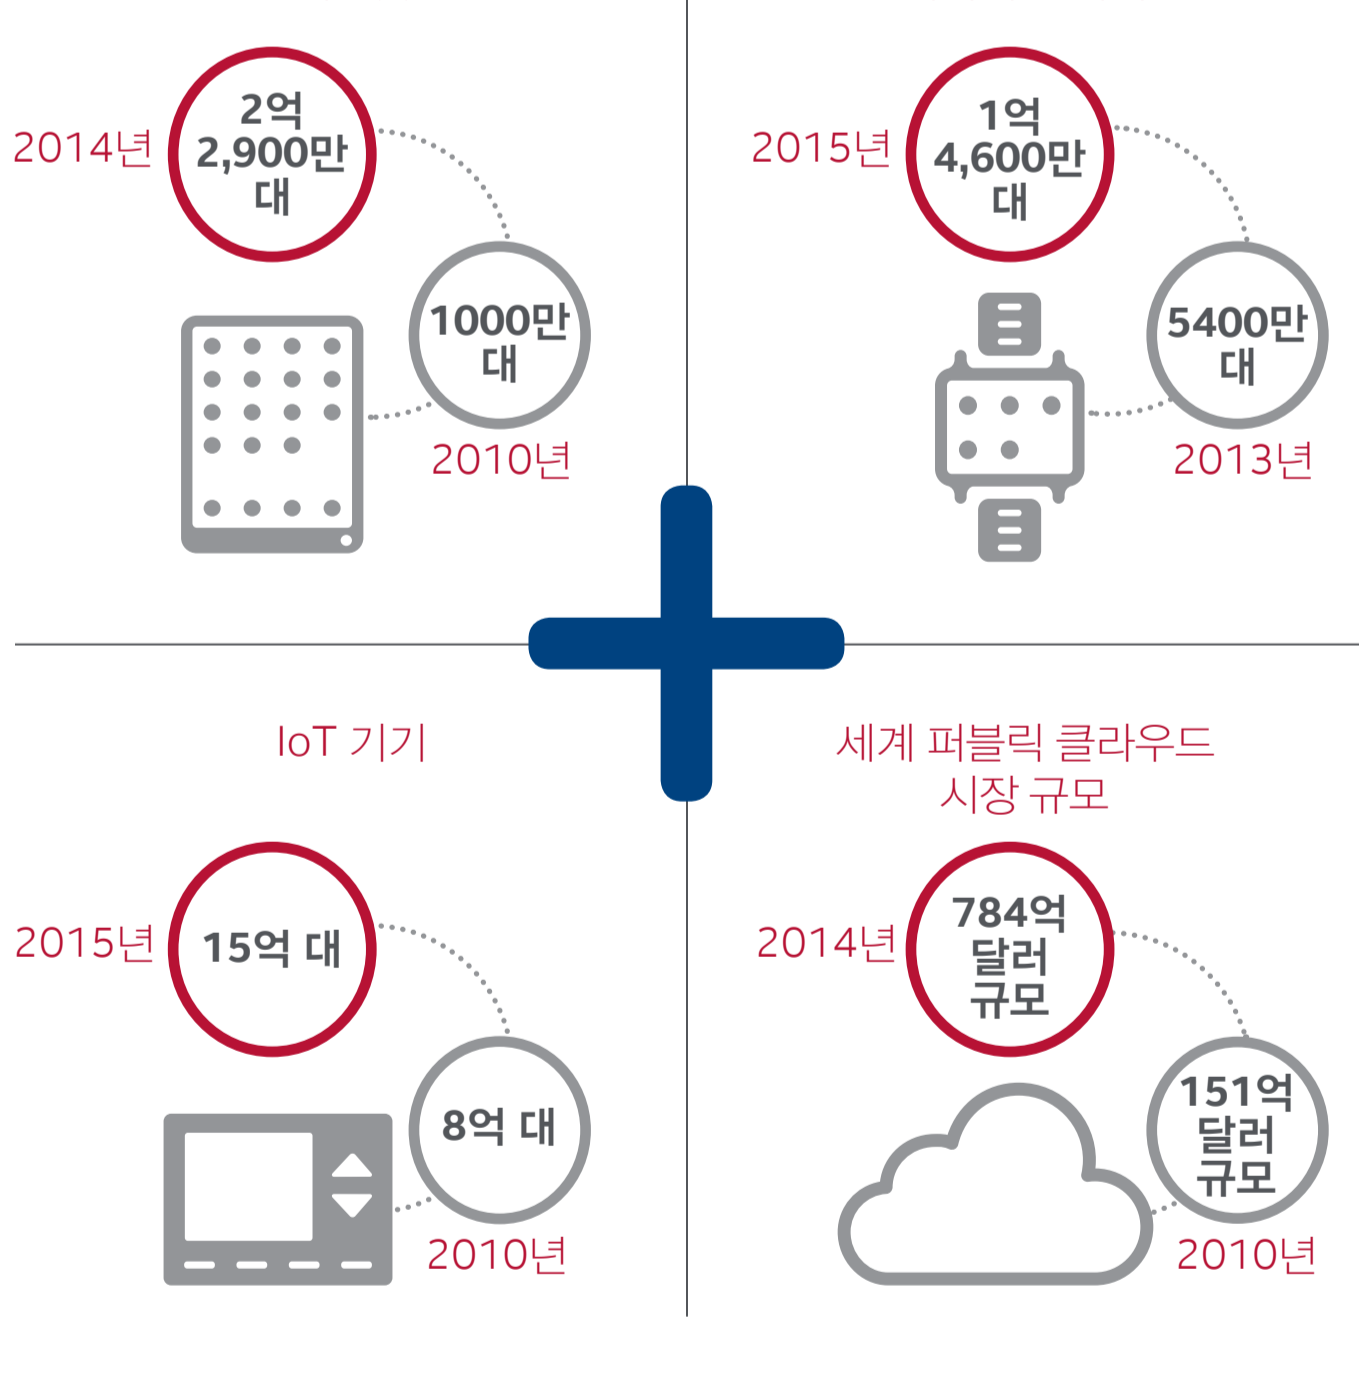 2014년
2억
2,900만
대
1000만
대
2010년
2015년
1억
4,600만
대
5400만
대
2013년
IoT 기기
2015년
15억 대
8억 대
2010년
세계 퍼블릭 클라우드
시장 규모
2014년
784억
달러
규모
151억
달러
규모
2010년